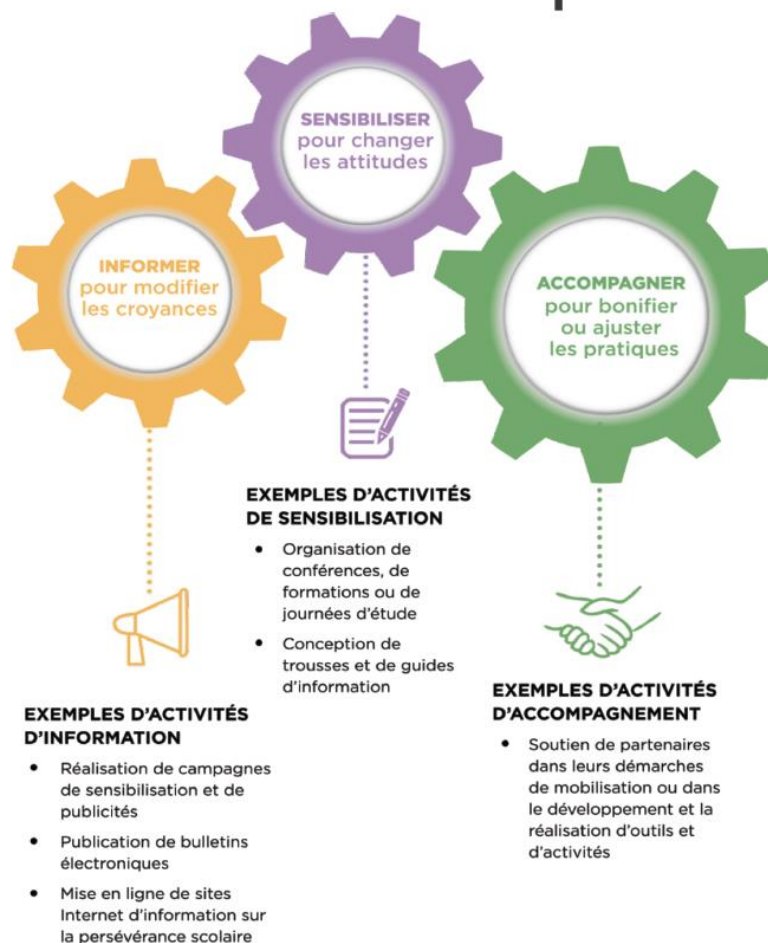 SENSIBILISER
pour changer
les attitudes
INFORMER
pour modifier
les croyances
ACCOMPAGNER
pour bonifier
ou ajuster
les pratiques
EXEMPLES D'ACTIVITÉS
DE SENSIBILISATION
• Organisation de
conférences, de
formations ou de
journées d'étude
• Conception de
trousses et de guides
d'information
EXEMPLES D'ACTIVITÉS
D'INFORMATION
• Réalisation de campagnes
de sensibilisation et de
publicités
• Publication de bulletins
électroniques
• Mise en ligne de sites
Internet d'information sur
la persévérance scolaire
EXEMPLES D'ACTIVITÉS
D'ACCOMPAGNEMENT
• Soutien de partenaires
dans leurs démarches
de mobilisation ou dans
le développement et la
réalisation d'outils et
d'activités